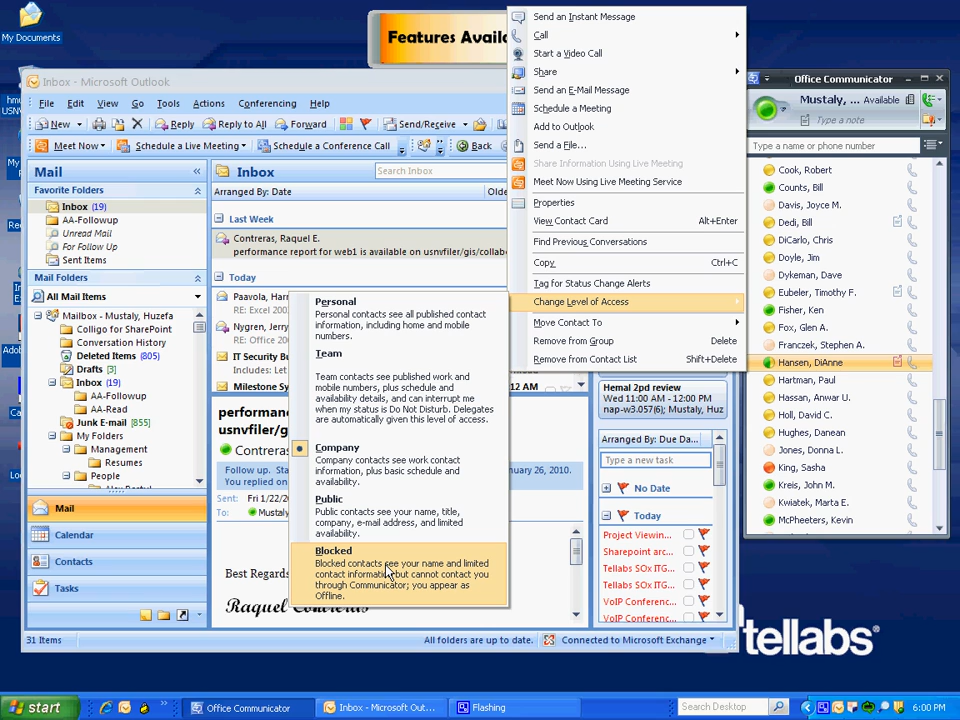 My Documents
Features Availa
Inbox - Microsoft Outlook
File Edit View Go Tools Actions Conferencing Help
New Reply Reply to All Forward Send/Receive
Meet Now Schedule a Live Meeting Schedule a Conference Call Back
Mail
Favorite Folders
Inbox (19)
AA-Followup
Unread Mail
For Follow Up
Sent Items
Mail Folders
All Mail Items
Mailbox - Mustaly, Huzefa
Colligo for SharePoint
Conversation History
Deleted Items (805)
Drafts [3]
Inbox (19)
AA-Followup
AA-Read
Junk E-mail [855]
My Folders
Management
Resumes
People
Mail
Calendar
Contacts
Tasks
31 Items
Inbox
Search Inbox
Arranged By: Date
Last Week
Contreras, Raquel E.
performance report for web1 is available on usnvfiler/gis/collab
Today
Paavola, Har
RE: Excel 200
Nygren, Jerry
RE:
IT Security Bu
Includes: Let
Milestone Sy
12 AM
performanc
usnvfiler/gi
Contreras
Follow up. Sta
nuary 26, 2010.
You replied on
Sent: Fri 1/22/2
To: Mustaly
Best Regards
Raquel Contreras
All folders are up to date. Connected to Microsoft Exchange
Personal
Personal contacts see all published contact
information, including home and mobile
numbers.
Team
Team contacts see published work and
mobile numbers, plus schedule and
availability details, and can interrupt me
when my status is Do Not Disturb. Delegates
are automatically given this level of access.
Company
Company contacts see work contact
information, plus basic schedule and
availability.
Public
Public contacts see your name, title,
company, e-mail address, and limited
availability.
Blocked
Blocked contacts see your name and limited
contact information but cannot contact you
through Communicator; you appear as
Offline.
Send an Instant Message
Call
Start a Video Call
Share
Send an E-Mail Message
Schedule a Meeting
Add to Outlook
Send a File...
Share Information Using Live Meeting
Meet Now Using Live Meeting Service
Properties
View Contact Card Alt+Enter
Find Previous Conversations
Copy Ctrl+C
Tag for Status Change Alerts
Change Level of Access
Move Contact To
Remove from Group Delete
Remove from Contact List Shift+Delete
Hemal 2pd review
Wed 11:00 AM - 12:00 PM
nap-w3.057(6); Mustaly, Huz
Arranged By: Due Da...
Type a new task
No Date
Today
Project Viewin...
Sharepoint arc...
Tellabs SOx ITG...
Tellabs SOx ITG...
VoIP Conferenc...
VoIP Conferenc...
Office Communicator
Mustaly, ... Available
Type a note
Type a name or phone number
Cook, Robert
Counts, Bill
Davis, Joyce M.
Dedi, Bill
DiCarlo, Chris
Doyle, Jim
Dykeman, Dave
Eubeler, Timothy F.
Fisher, Ken
Fox, Glen A.
Franczek, Stephen A.
Hansen, DiAnne
Hartman, Paul
Hassan, Anwar U.
Holl, David C.
Hughes, Danean
Jones, Donna L.
King, Sasha
Kreis, John M.
Kwiatek, Martra E.
McPheeters, Kevin
tellabs
start Office Communicator Inbox - Microsoft Out... Flashing Search Desktop 6:00 PM